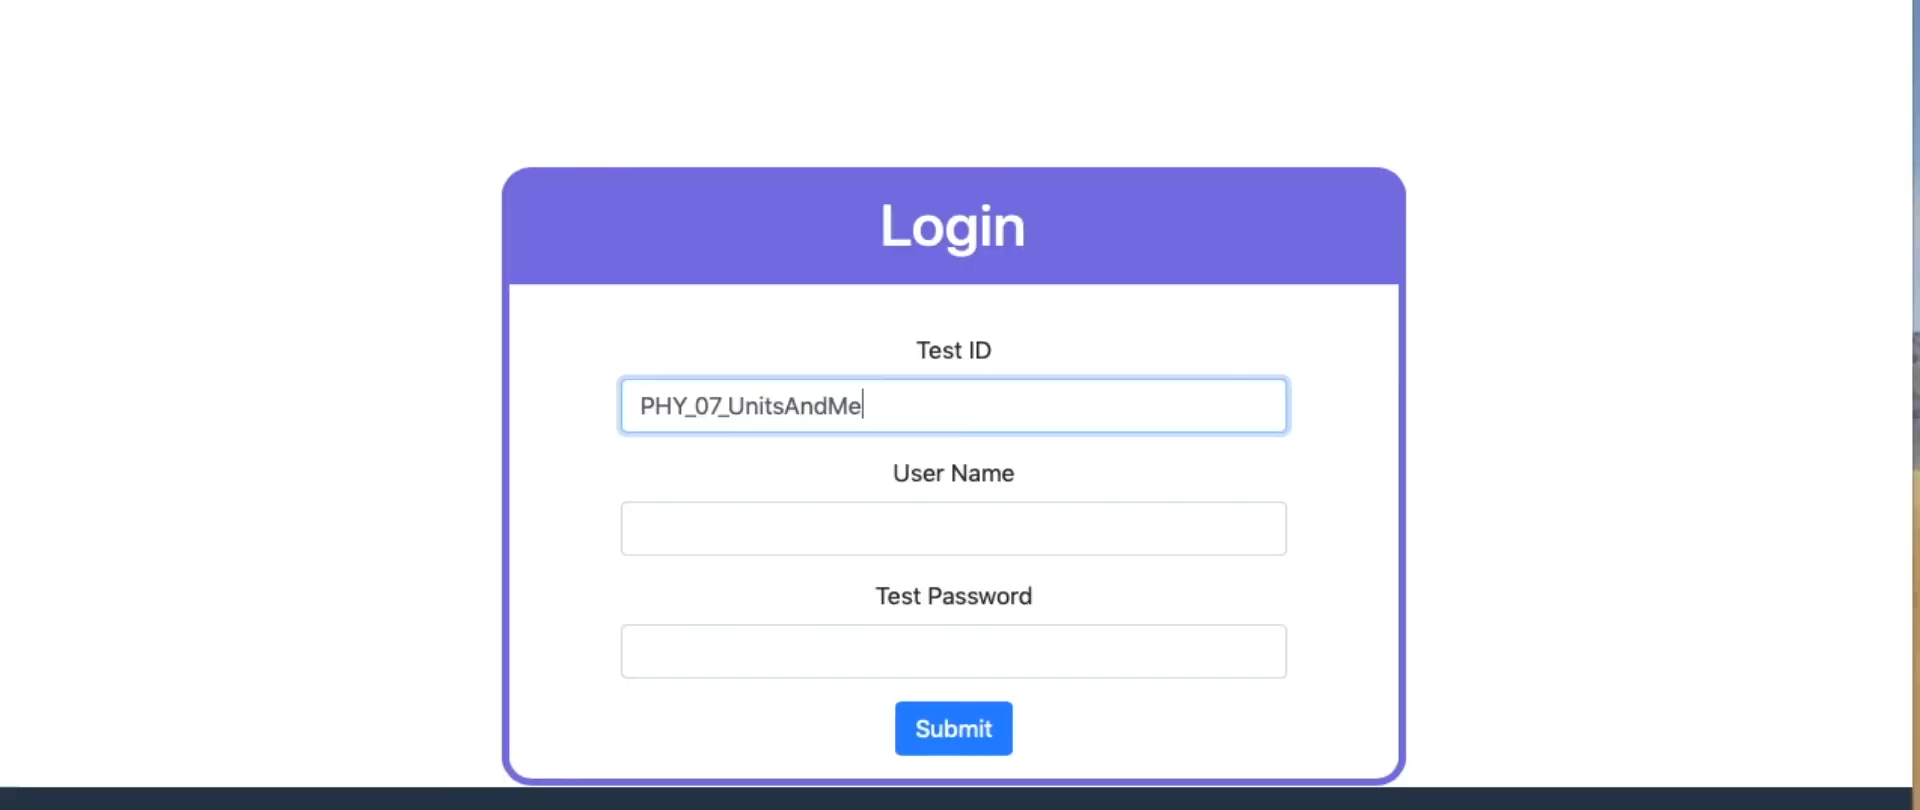 Login
Test ID
PHY_07_UnitsAndMe
User Name
Test Password
Submit